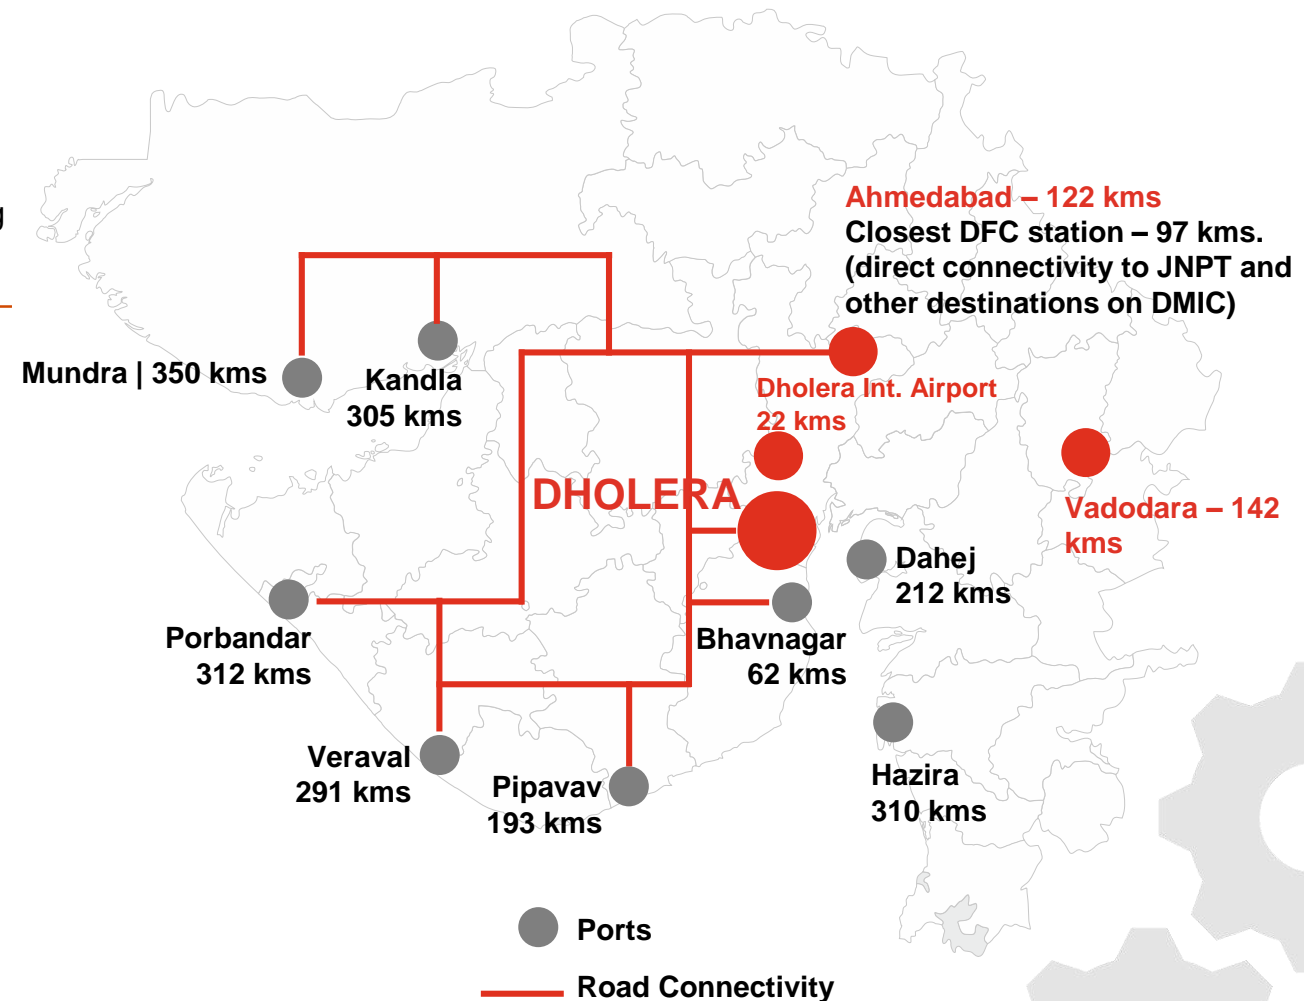 g
Ahmedabad – 122 kms
Closest DFC station – 97 kms.
(direct connectivity to JNPT and
other destinations on DMIC)
Mundra | 350 kms
Kandla
305 kms
Dholera Int. Airport
22 kms
DHOLERA
Vadodara – 142
kms
Dahej
212 kms
Porbandar
312 kms
Bhavnagar
62 kms
Veraval
291 kms
Pipavav
193 kms
Hazira
310 kms
Ports
Road Connectivity